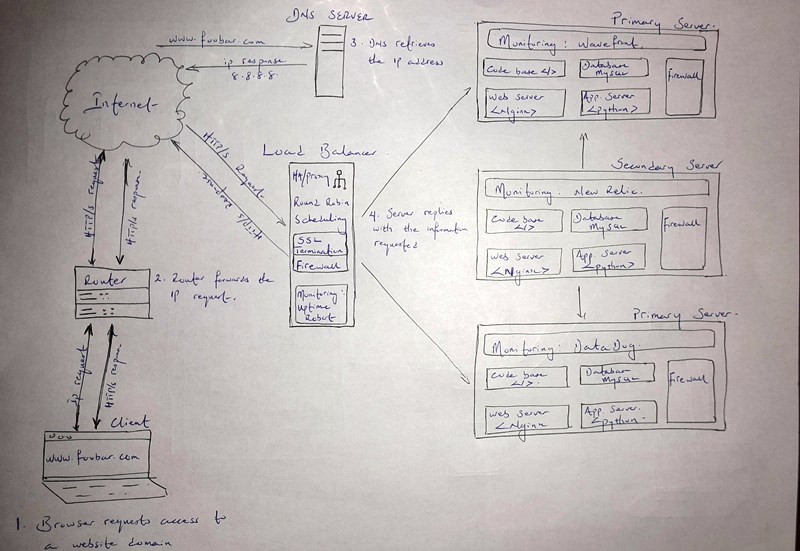 DNS SERVER
www.foobar.com
ip response
8.8.8.8.
3. DNS retrieves
the IP address
Internet
HTTP/s Request
HTTP/s Response
Load Balancer
HA/proxy
Round Robin
Scheduling
SSL
Termination
Firewall
Monitoring:
Uptime
Robot
4. Server replies
with the information
requested
HTTP/s request
HTTP/s respon
Router
2. Router forwards the
IP request.
ip request
HTTP/s respon
Client
www.foobar.com
1. Browser requests access to
a website domain
Primary Server.
Monitoring: Wavefront.
Code base </>
Database
MySQL
Firewall
Web Server
<Nginx>
App. Server
<python>
Secondary Server
Monitoring: New Relic.
Code base
</>
Database
MySQL
Firewall
Web Server
<Nginx>
App. Server
<python>
Primary Server.
Monitoring: DataDog.
Code base
</>.
Database
MySQL
Firewall
Web Server
<Nginx
App. Server.
<python>